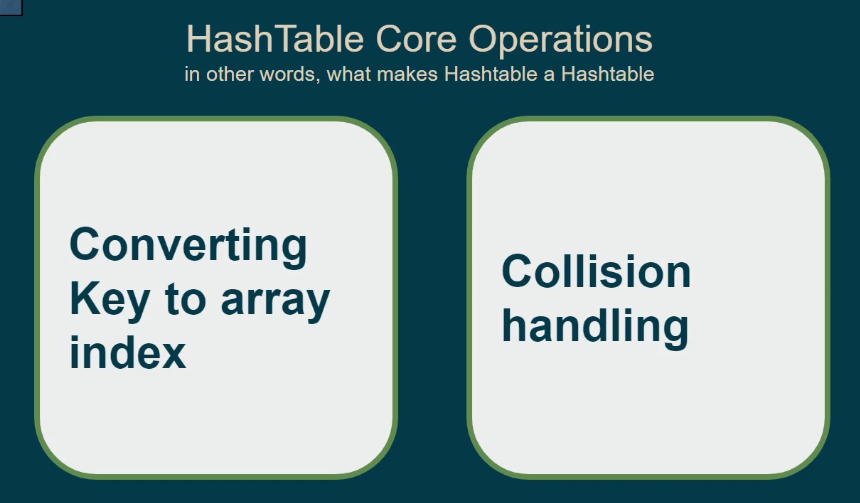 HashTable Core Operations
in other words, what makes Hashtable a Hashtable
Converting
Key to array
index
Collision
handling